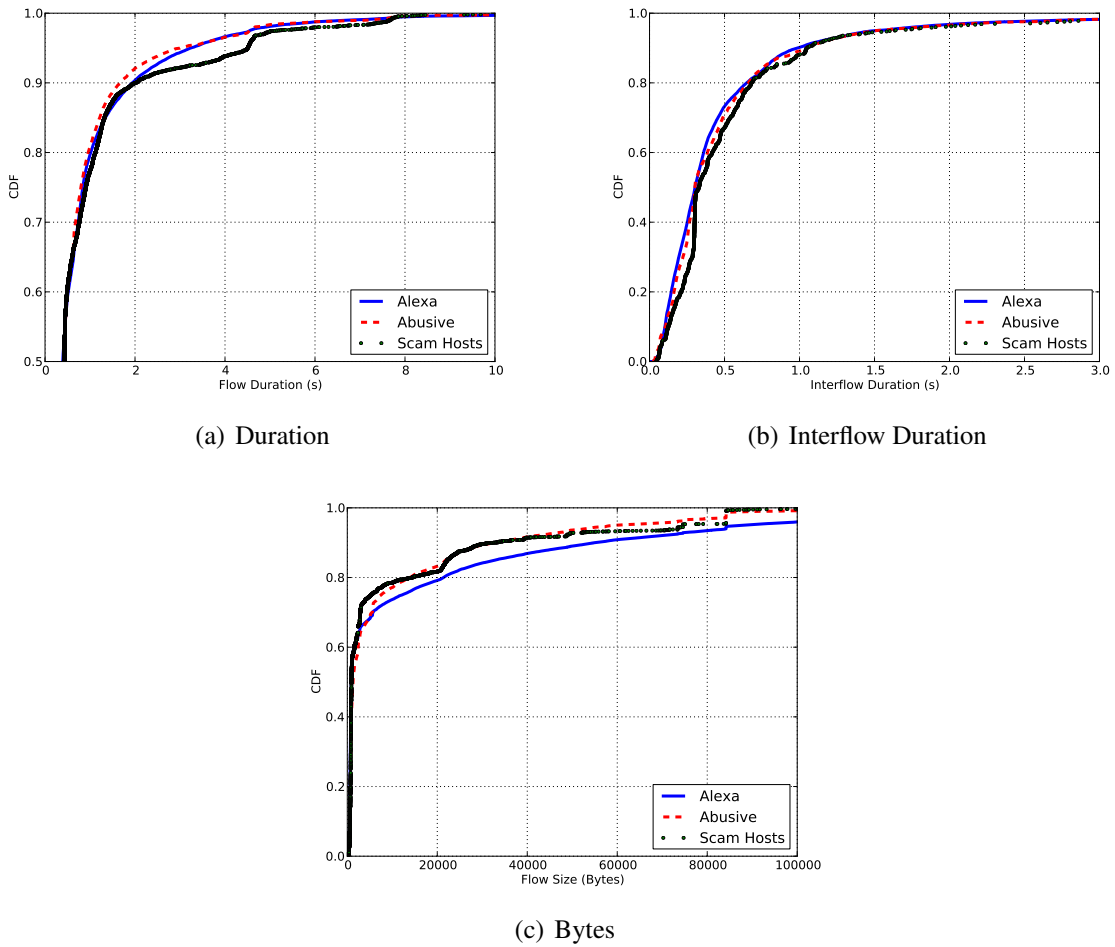 1.0
0.9
0.8
0.7
0.6
0.5
CDF
0 2 4 6 8 10
Flow Duration (s)
Alexa
Abusive
Scam Hosts
(a) Duration
1.0
0.8
0.6
0.4
0.2
0.0
CDF
0.0 0.5 1.0 1.5 2.0 2.5 3.0
Interflow Duration (s)
Alexa
Abusive
Scam Hosts
(b) Interflow Duration
1.0
0.8
0.6
0.4
0.2
0.0
CDF
0 20000 40000 60000 80000 100000
Flow Size (Bytes)
Alexa
Abusive
Scam Hosts
(c) Bytes